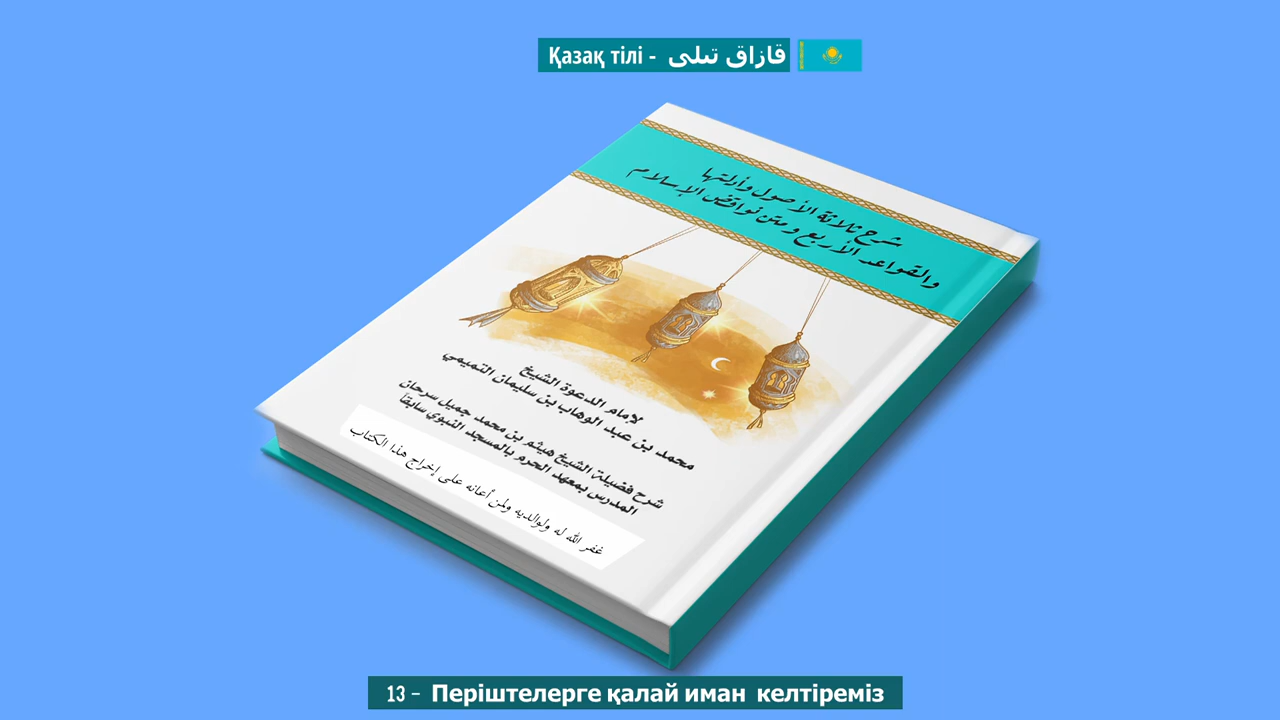 Қазақ тілі - قازاق تىلى
شرح ثلاثة الأصول وأدلتها
والقواعد الأربع ومتن نواقض الإسلام
لإمام الدعوة الشيخ
محمد بن عبد الوهاب بن سليمان التميمي
شرح فضيلة الشيخ هيثم بن محمد جميل سرحان
المدرس بمعهد الحرم بالمسجد النبوي سابقا
غفر الله له ولوالديه ولمن أعانه على إخراج هذا الكتاب
13 – Періштелерге қалай иман келтіреміз